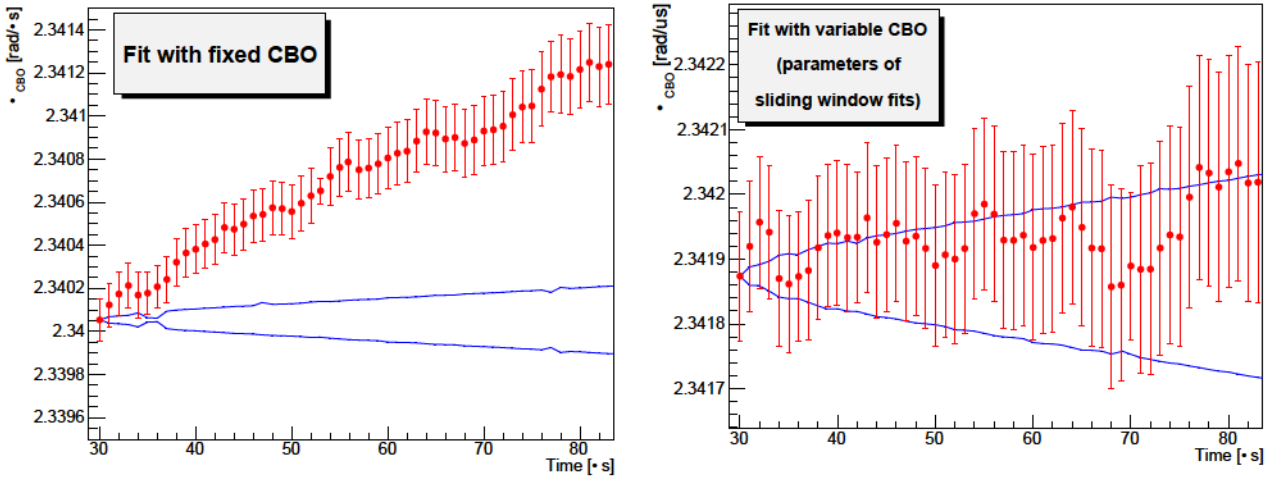 • CBO [rad/• s]
Fit with fixed CBO
2.3414
2.3412
2.341
2.3408
2.3406
2.3404
2.3402
2.34
2.3398
2.3396
30 40 50 60 70 80
Time [• s]
• CBO [rad/us]
Fit with variable CBO
(parameters of
sliding window fits)
2.3422
2.3421
2.342
2.3419
2.3418
2.3417
30 40 50 60 70 80
Time [• s]